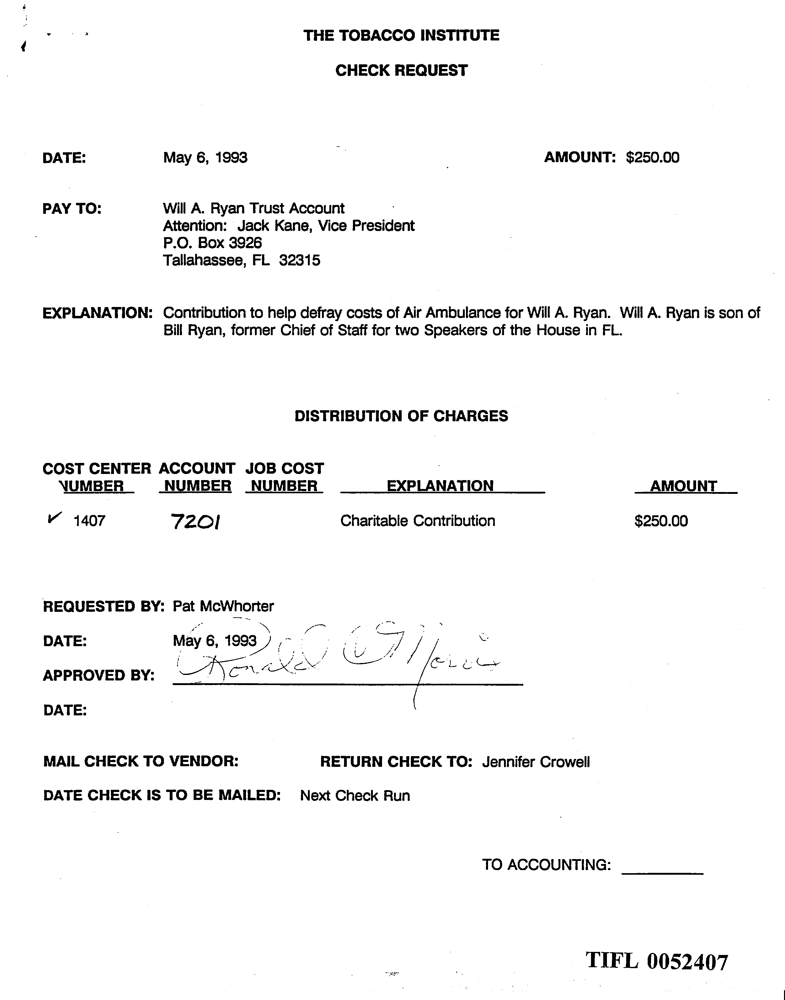 THE TOBACCO INSTITUTE
CHECK REQUEST
DATE: May 6, 1993 AMOUNT: $250.00
PAY TO: Will A. Ryan Trust Account
Attention: Jack Kane, Vice President
P.O. Box 3926
Tallahassee, FL 32315
EXPLANATION: Contribution to help defray costs of Air Ambulance for Will A. Ryan. Will A. Ryan is son of
Bill Ryan, former Chief of Staff for two Speakers of the House in FL.
DISTRIBUTION OF CHARGES
COST CENTER ACCOUNT JOB COST
NUMBER NUMBER NUMBER EXPLANATION AMOUNT
✓ 1407 7201 Charitable Contribution $250.00
REQUESTED BY: Pat McWhorter
DATE: May 6, 1993
APPROVED BY: Ronald
DATE:
MAIL CHECK TO VENDOR: RETURN CHECK TO: Jennifer Crowell
DATE CHECK IS TO BE MAILED: Next Check Run
TO ACCOUNTING:
TIFL 0052407